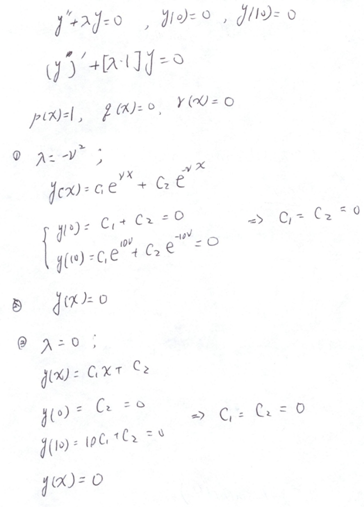 y''+λy=0 , y(0)=0 , y(10)=0
(y')'+[λ·1]y=0
p(x)=1, q(x)=0, r(x)=0
① λ=-ν² ;
y(x)=c₁e^{νx} + c₂e^{-νx}
{ y(0)= C₁ + C₂ = 0
y(10)=C₁e^{10ν}+C₂e^{-10ν}=0 ⇒ C₁=C₂=0
y(x)=0
② λ=0 ;
y(x)= C₁x+C₂
y(0)= C₂ =0
y(10)=10C₁+C₂=0 ⇒ C₁=C₂=0
y(x)=0